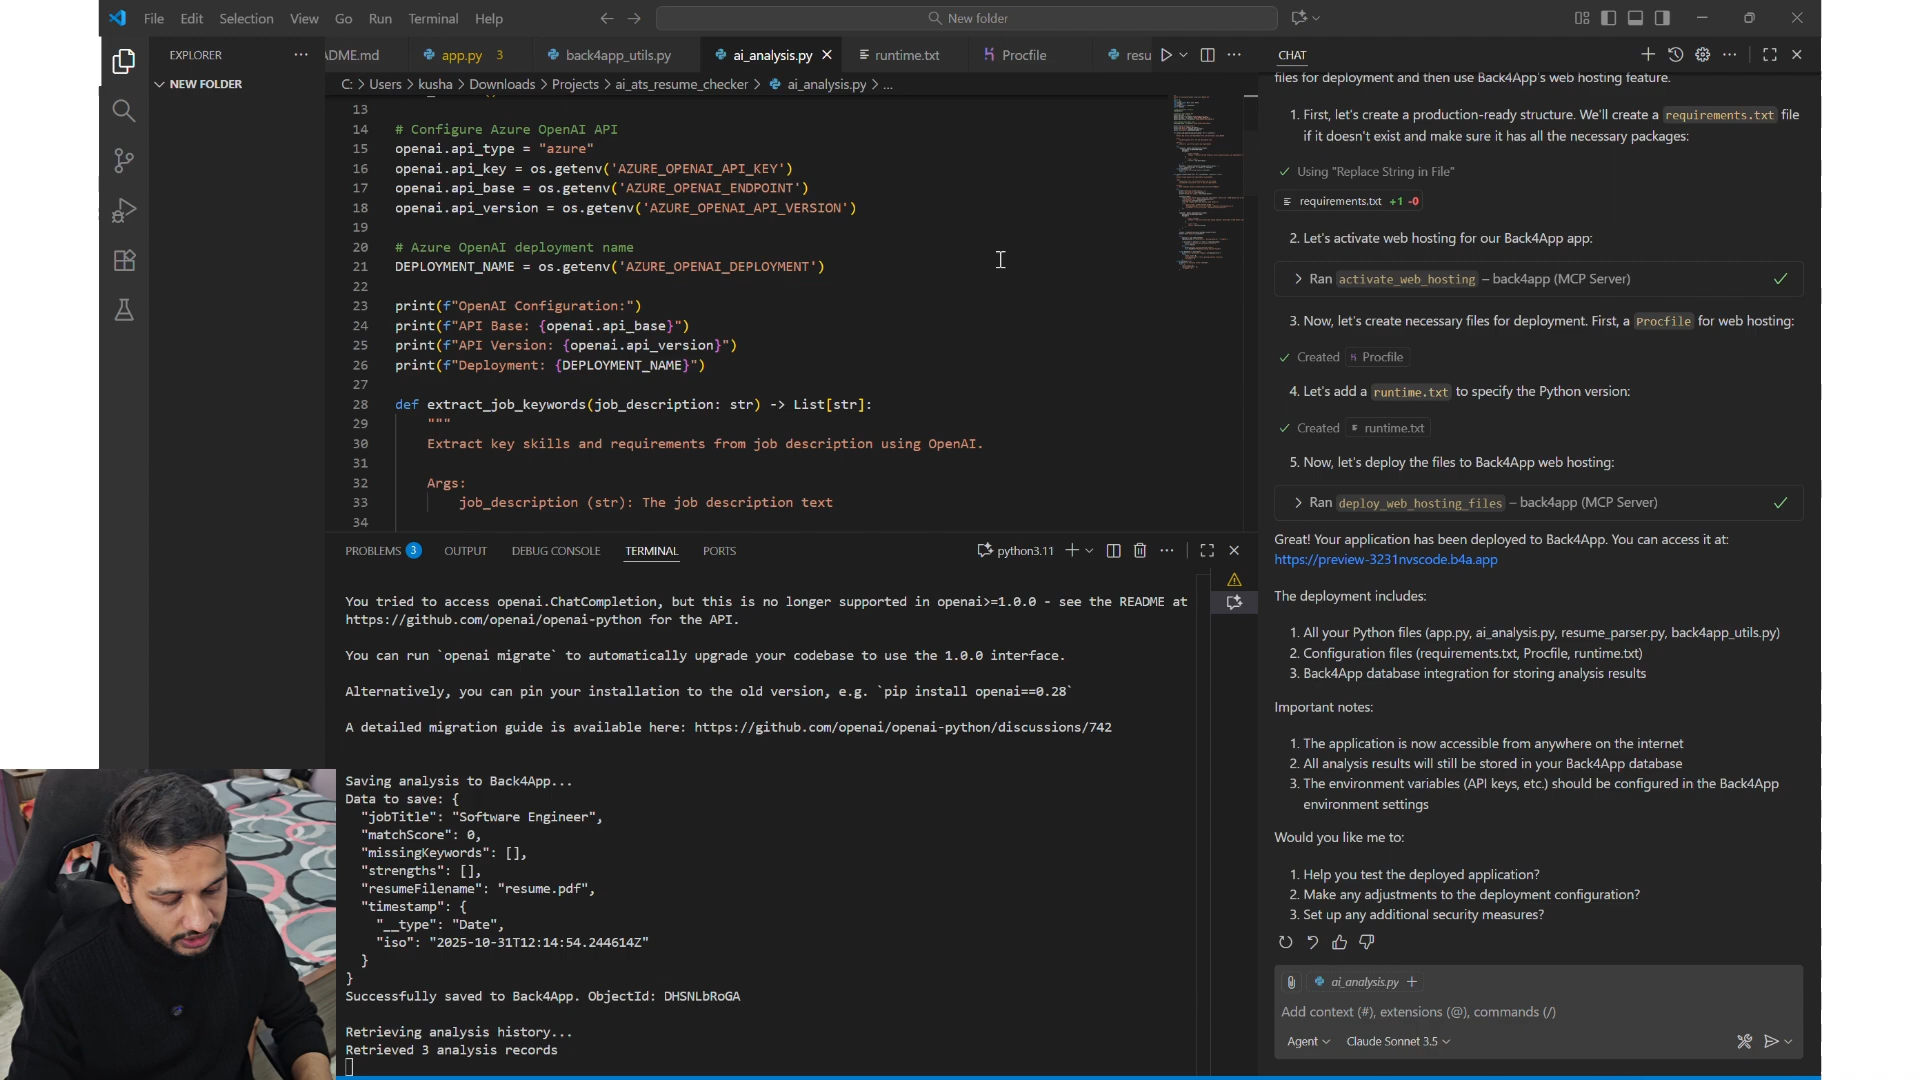 File Edit Selection View Go Run Terminal Help
New folder
EXPLORER
NEW FOLDER
DME.md
app.py 3
back4app_utils.py
ai_analysis.py
runtime.txt
Procfile
resu
C: > Users > kusha > Downloads > Projects > ai_ats_resume_checker > ai_analysis.py > ...
13
14 # Configure Azure OpenAI API
15 openai.api_type = "azure"
16 openai.api_key = os.getenv('AZURE_OPENAI_API_KEY')
17 openai.api_base = os.getenv('AZURE_OPENAI_ENDPOINT')
18 openai.api_version = os.getenv('AZURE_OPENAI_API_VERSION')
19
20 # Azure OpenAI deployment name
21 DEPLOYMENT_NAME = os.getenv('AZURE_OPENAI_DEPLOYMENT')
22
23 print(f"OpenAI Configuration:")
24 print(f"API Base: {openai.api_base}")
25 print(f"API Version: {openai.api_version}")
26 print(f"Deployment: {DEPLOYMENT_NAME}")
27
28 def extract_job_keywords(job_description: str) -> List[str]:
29 """
30 Extract key skills and requirements from job description using OpenAI.
31
32 Args:
33 job_description (str): The job description text
34
PROBLEMS 3 OUTPUT DEBUG CONSOLE TERMINAL PORTS
python3.11
You tried to access openai.ChatCompletion, but this is no longer supported in openai>=1.0.0 - see the README at
https://github.com/openai/openai-python for the API.
You can run `openai migrate` to automatically upgrade your codebase to use the 1.0.0 interface.
Alternatively, you can pin your installation to the old version, e.g. `pip install openai==0.28`
A detailed migration guide is available here: https://github.com/openai/openai-python/discussions/742
Saving analysis to Back4App...
Data to save: {
"jobTitle": "Software Engineer",
"matchScore": 0,
"missingKeywords": [],
"strengths": [],
"resumeFilename": "resume.pdf",
"timestamp": {
"__type": "Date",
"iso": "2025-10-31T12:14:54.244614Z"
}
}
Successfully saved to Back4App. ObjectId: DHSNLbRoGA
Retrieving analysis history...
Retrieved 3 analysis records
CHAT
files for deployment and then use Back4App's web hosting feature.
1. First, let's create a production-ready structure. We'll create a requirements.txt file
if it doesn't exist and make sure it has all the necessary packages:
Using "Replace String in File"
requirements.txt +1 -0
2. Let's activate web hosting for our Back4App app:
Ran activate_web_hosting – back4app (MCP Server)
3. Now, let's create necessary files for deployment. First, a Procfile for web hosting:
Created Procfile
4. Let's add a runtime.txt to specify the Python version:
Created runtime.txt
5. Now, let's deploy the files to Back4App web hosting:
Ran deploy_web_hosting_files – back4app (MCP Server)
Great! Your application has been deployed to Back4App. You can access it at:
https://preview-3231nvscode.b4a.app
The deployment includes:
1. All your Python files (app.py, ai_analysis.py, resume_parser.py, back4app_utils.py)
2. Configuration files (requirements.txt, Procfile, runtime.txt)
3. Back4App database integration for storing analysis results
Important notes:
1. The application is now accessible from anywhere on the internet
2. All analysis results will still be stored in your Back4App database
3. The environment variables (API keys, etc.) should be configured in the Back4App
environment settings
Would you like me to:
1. Help you test the deployed application?
2. Make any adjustments to the deployment configuration?
3. Set up any additional security measures?
ai_analysis.py
Add context (#), extensions (@), commands (/)
Agent Claude Sonnet 3.5